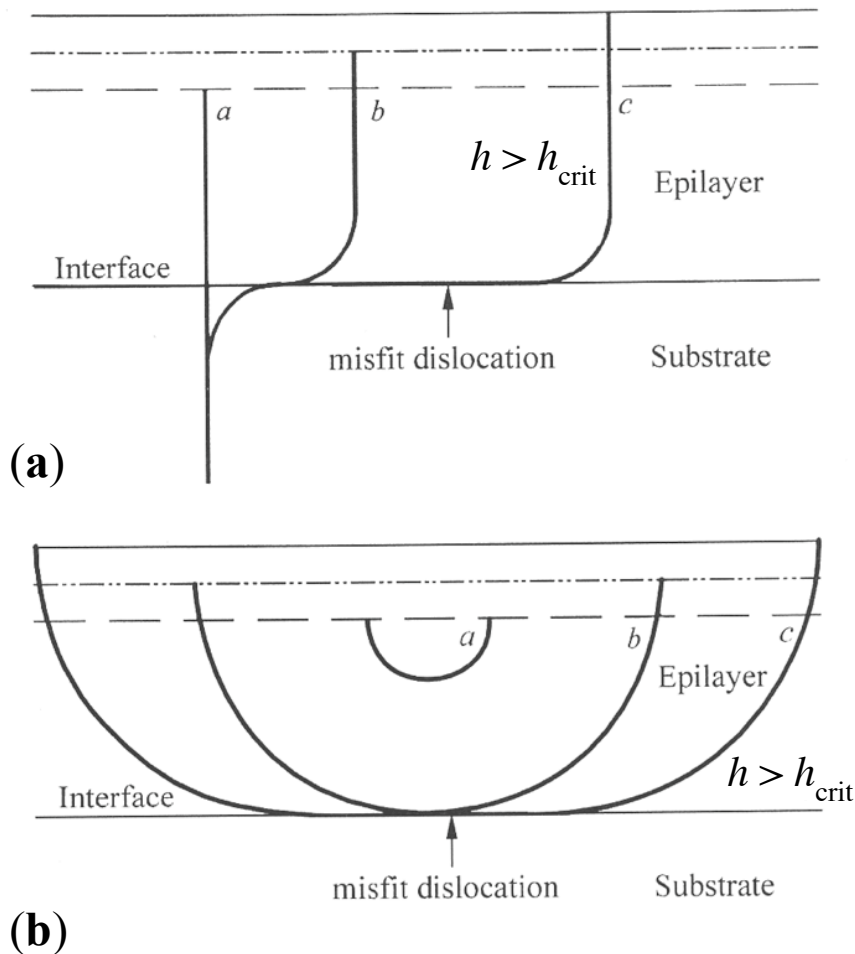 a b c
h > h_crit
Epilayer
Interface
misfit dislocation Substrate
(a)
a b c
Epilayer
h > h_crit
Interface
misfit dislocation Substrate
(b)